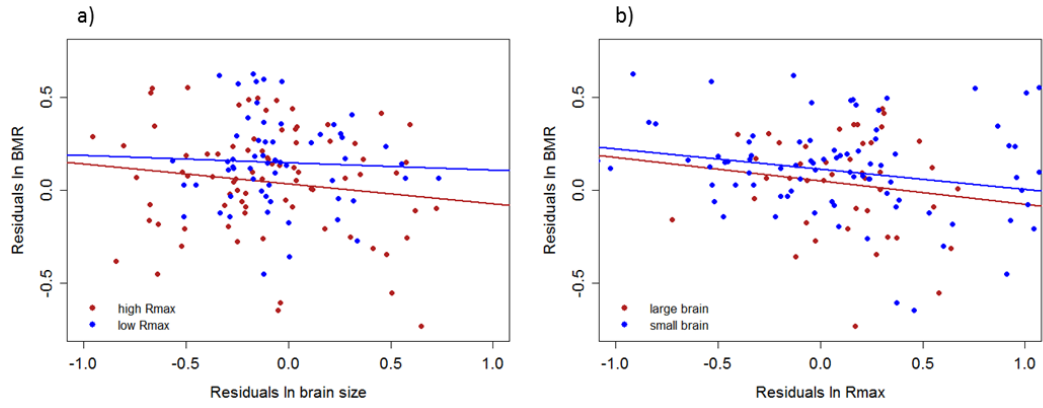 a)
Residuals ln BMR
0.5
0.0
-0.5
high Rmax
low Rmax
-1.0 -0.5 0.0 0.5 1.0
Residuals ln brain size
b)
Residuals ln BMR
0.5
0.0
-0.5
large brain
small brain
-1.0 -0.5 0.0 0.5 1.0
Residuals ln Rmax